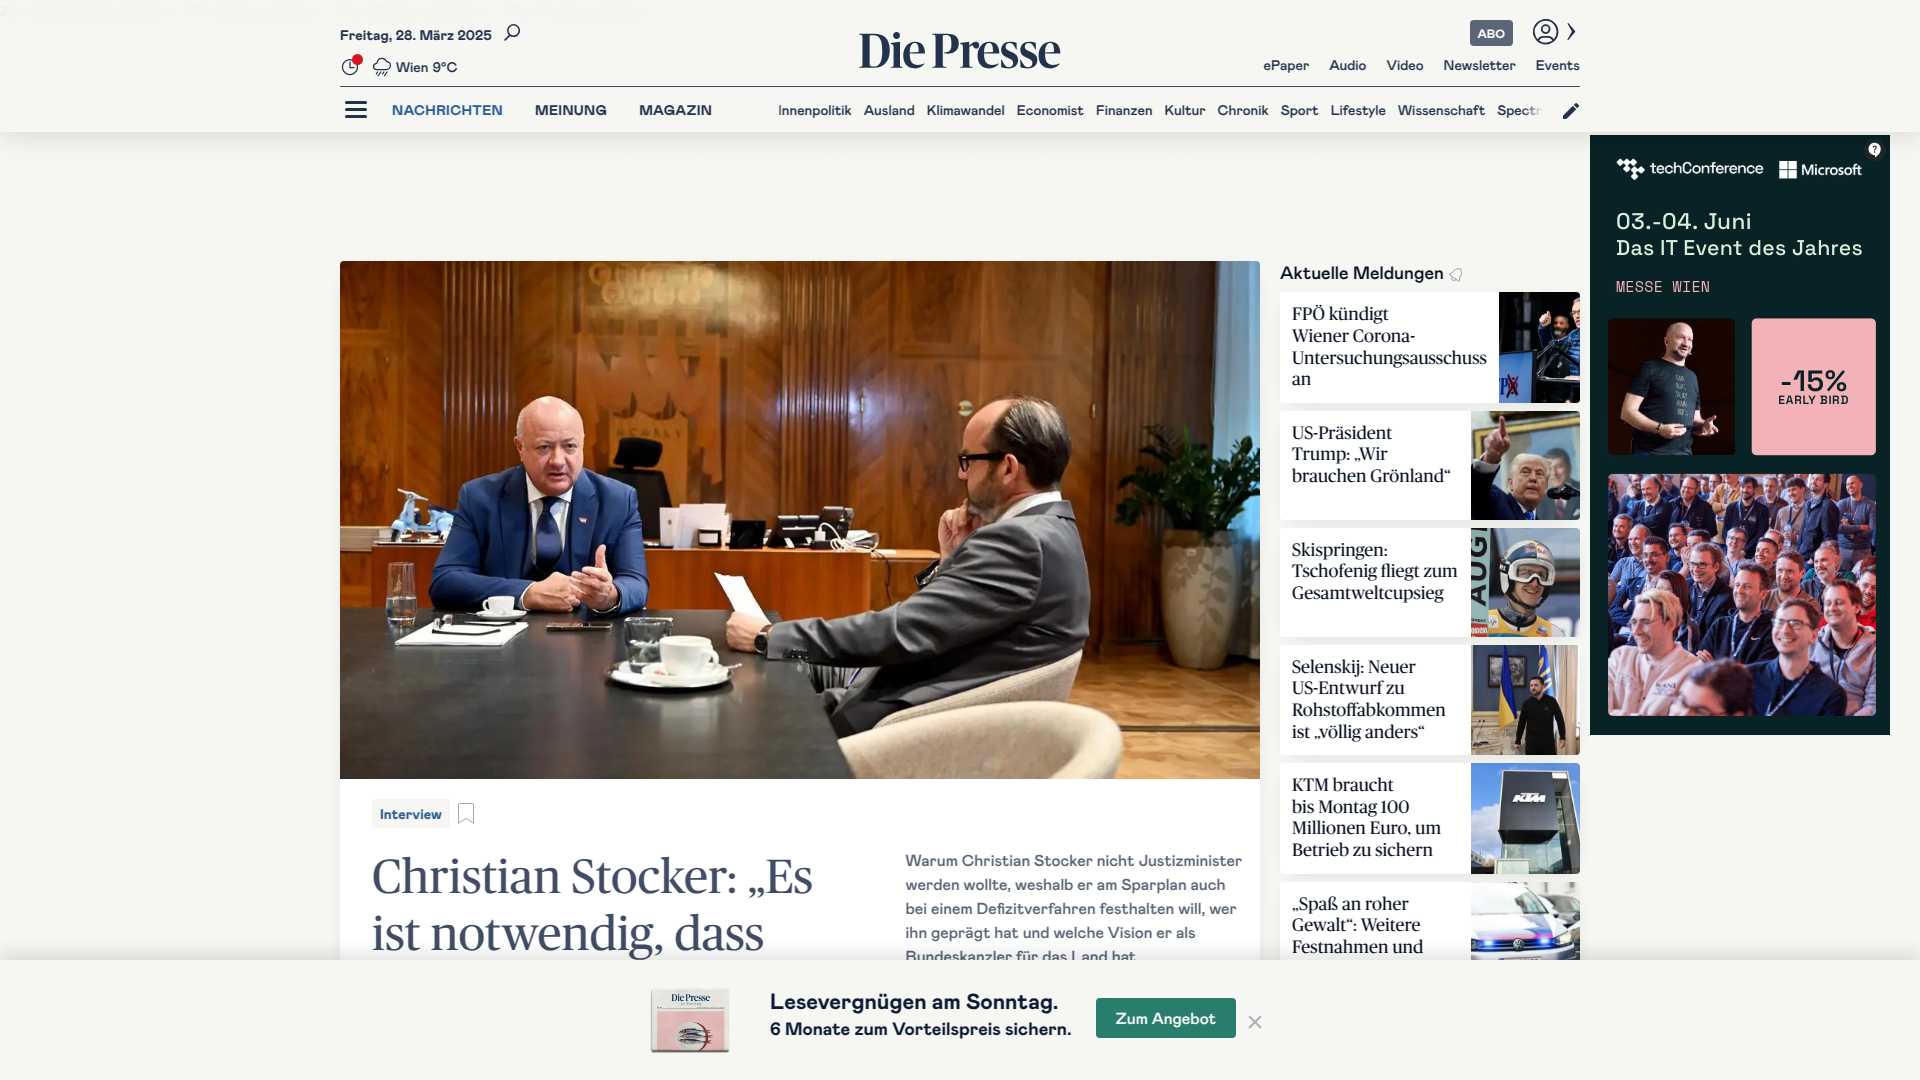 Freitag, 28. März 2025
Wien 9°C
Die Presse
ABO
ePaper Audio Video Newsletter Events
NACHRICHTEN MEINUNG MAGAZIN
Innenpolitik Ausland Klimawandel Economist Finanzen Kultur Chronik Sport Lifestyle Wissenschaft
Interview
Christian Stocker: „Es
ist notwendig, dass
Warum Christian Stocker nicht Justizminister
werden wollte, weshalb er am Sparplan auch
bei einem Defizitverfahren festhalten will, wer
ihn geprägt hat und welche Vision er als
Bundeskanzler für das Land hat.
Aktuelle Meldungen
FPÖ kündigt
Wiener Corona-
Untersuchungsausschuss
an
US-Präsident
Trump: „Wir
brauchen Grönland“
Skispringen:
Tschofenig fliegt zum
Gesamtweltcupsieg
AUG
Selenskij: Neuer
US-Entwurf zu
Rohstoffabkommen
ist „völlig anders“
KTM braucht
bis Montag 100
Millionen Euro, um
Betrieb zu sichern
KTM
„Spaß an roher
Gewalt“: Weitere
Festnahmen und
techConference Microsoft
03.-04. Juni
Das IT Event des Jahres
MESSE WIEN
-15%
EARLY BIRD
Die Presse
Lesevergnügen am Sonntag.
6 Monate zum Vorteilspreis sichern.
Zum Angebot